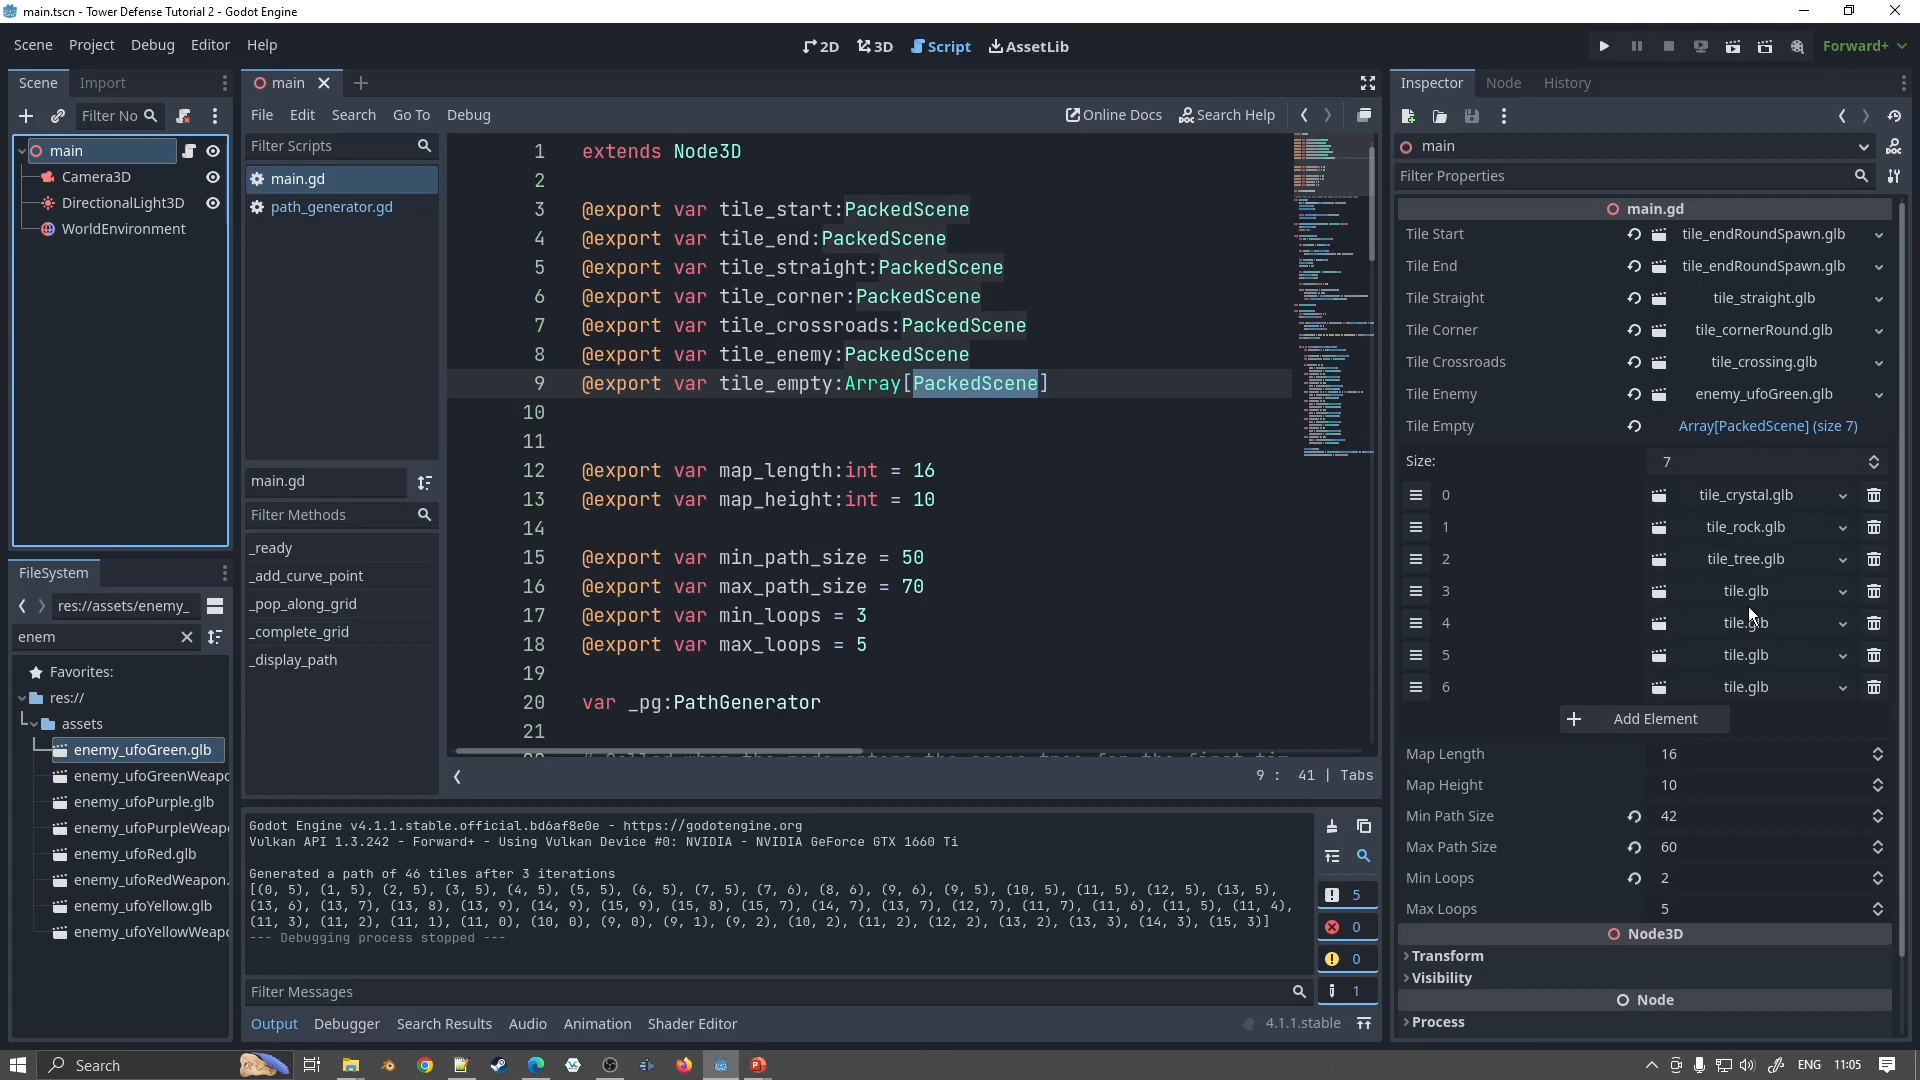 main.tscn - Tower Defense Tutorial 2 - Godot Engine
Scene Project Debug Editor Help
2D 3D Script AssetLib
Forward+
Scene Import
Filter No
main
Camera3D
DirectionalLight3D
WorldEnvironment
FileSystem
res://assets/enemy_
enem
Favorites:
res://
assets
enemy_ufoGreen.glb
enemy_ufoGreenWeapo
enemy_ufoPurple.glb
enemy_ufoPurpleWeap
enemy_ufoRed.glb
enemy_ufoRedWeapon.
enemy_ufoYellow.glb
enemy_ufoYellowWeapo
main
File Edit Search Go To Debug
Online Docs Search Help
Filter Scripts
main.gd
path_generator.gd
main.gd
Filter Methods
_ready
_add_curve_point
_pop_along_grid
_complete_grid
_display_path
1 extends Node3D
2
3 @export var tile_start:PackedScene
4 @export var tile_end:PackedScene
5 @export var tile_straight:PackedScene
6 @export var tile_corner:PackedScene
7 @export var tile_crossroads:PackedScene
8 @export var tile_enemy:PackedScene
9 @export var tile_empty:Array[PackedScene]
10
11
12 @export var map_length:int = 16
13 @export var map_height:int = 10
14
15 @export var min_path_size = 50
16 @export var max_path_size = 70
17 @export var min_loops = 3
18 @export var max_loops = 5
19
20 var _pg:PathGenerator
21
9 : 41 | Tabs
Godot Engine v4.1.1.stable.official.bd6af8e0e - https://godotengine.org
Vulkan API 1.3.242 - Forward+ - Using Vulkan Device #0: NVIDIA - NVIDIA GeForce GTX 1660 Ti
Generated a path of 46 tiles after 3 iterations
[(0, 5), (1, 5), (2, 5), (3, 5), (4, 5), (5, 5), (6, 5), (7, 5), (7, 6), (8, 6), (9, 6), (9, 5), (10, 5), (11, 5), (12, 5), (13, 5),
(13, 6), (13, 7), (13, 8), (13, 9), (14, 9), (15, 9), (15, 8), (15, 7), (14, 7), (13, 7), (12, 7), (11, 7), (11, 6), (11, 5), (11, 4),
(11, 3), (11, 2), (11, 1), (11, 0), (10, 0), (9, 0), (9, 1), (9, 2), (10, 2), (11, 2), (12, 2), (13, 2), (13, 3), (14, 3), (15, 3)]
--- Debugging process stopped ---
5
0
0
1
Filter Messages
Output Debugger Search Results Audio Animation Shader Editor
4.1.1.stable
Inspector Node History
main
Filter Properties
main.gd
Tile Start tile_endRoundSpawn.glb
Tile End tile_endRoundSpawn.glb
Tile Straight tile_straight.glb
Tile Corner tile_cornerRound.glb
Tile Crossroads tile_crossing.glb
Tile Enemy enemy_ufoGreen.glb
Tile Empty Array[PackedScene] (size 7)
Size: 7
0 tile_crystal.glb
1 tile_rock.glb
2 tile_tree.glb
3 tile.glb
4 tile.glb
5 tile.glb
6 tile.glb
Add Element
Map Length 16
Map Height 10
Min Path Size 42
Max Path Size 60
Min Loops 2
Max Loops 5
Node3D
Transform
Visibility
Node
Process
Search
ENG 11:05